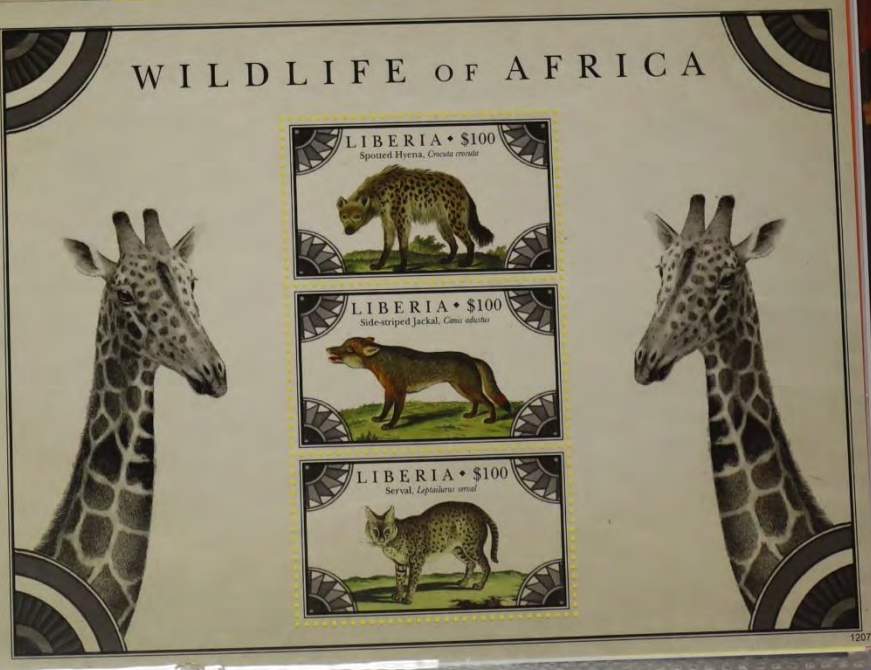 WILDLIFE OF AFRICA
LIBERIA • $100
Spotted Hyena, Crocuta crocuta
LIBERIA • $100
Side-striped Jackal, Canis adustus
LIBERIA • $100
Serval, Leptailurus serval
1207